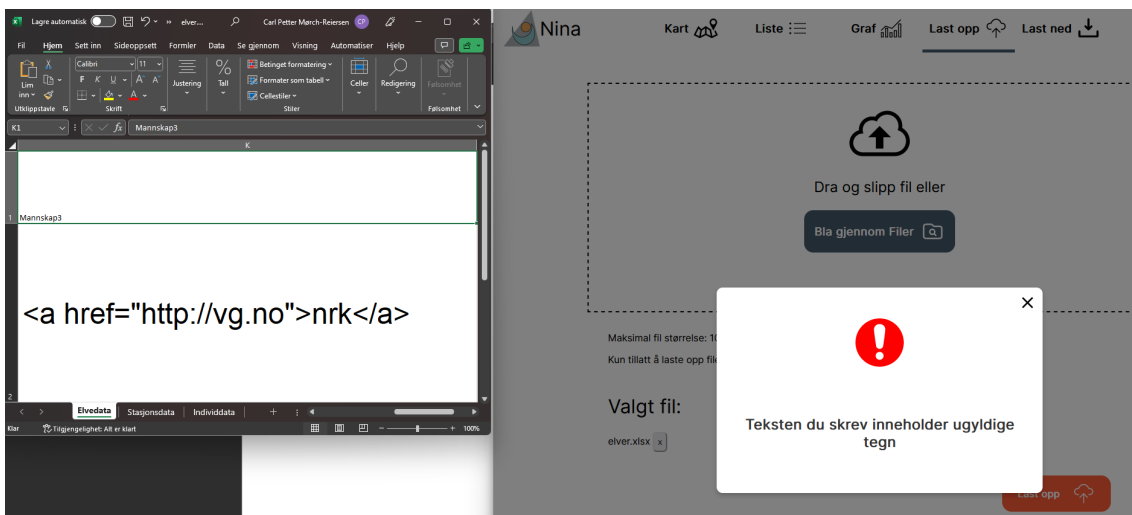 Lagre automatisk
elver...
Carl Petter Mørch-Reiersen
CP
Fil Hjem Sett inn Sideoppsett Formler Data Se gjennom Visning Automatiser Hjelp
Lim inn
Calibri 11
F K U A A
A
Justering
%
Tall
Betinget formatering
Formater som tabell
Cellestiler
Celler
Redigering
Følsomhet
Utklippstavle Skrift Stiler Følsomhet
K1 fx Mannskap3
K
1 Mannskap3
2 <a href="http://vg.no">nrk</a>
Elvedata Stasjonsdata Individdata +
Klar Tilgjengelighet: Alt er klart 100%
Nina
Kart Liste Graf Last opp Last ned
Dra og slipp fil eller
Bla gjennom Filer
Maksimal fil størrelse:
Kun tillatt å laste opp
Valgt fil:
elver.xlsx x
Teksten du skrev inneholder ugyldige
tegn
Last opp